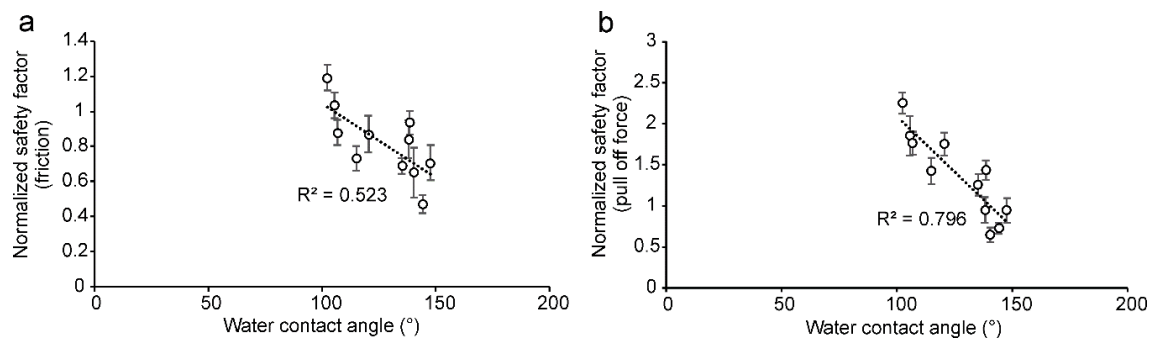 a
Normalized safety factor
(friction)
1.4
1.2
1
0.8
0.6
0.4
0.2
0
R² = 0.523
0
50
100
150
200
Water contact angle (°)
b
Normalized safety factor
(pull off force)
3
2.5
2
1.5
1
0.5
0
R² = 0.796
0
50
100
150
200
Water contact angle (°)